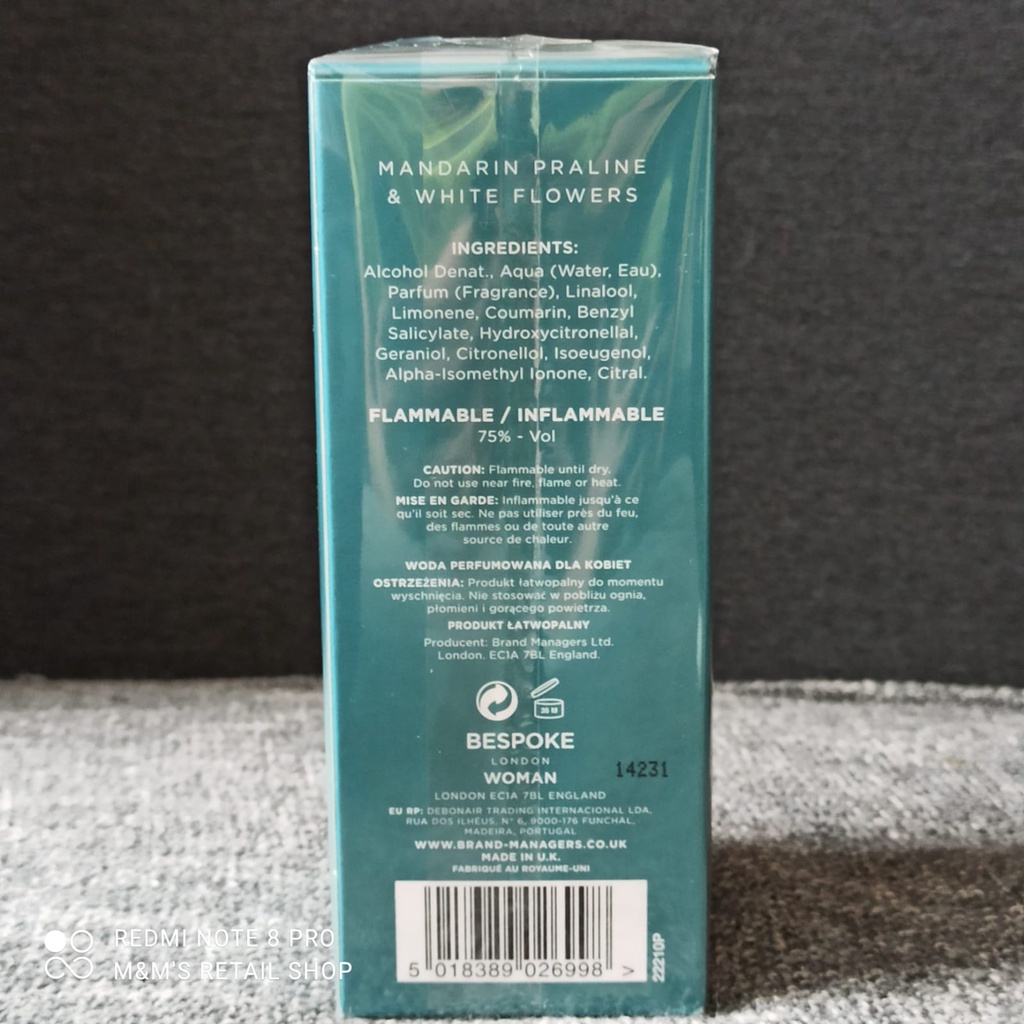 MANDARIN PRALINE
& WHITE FLOWERS
INGREDIENTS:
Alcohol Denat., Aqua (Water, Eau),
Parfum (Fragrance), Linalool,
Limonene, Coumarin, Benzyl
Salicylate, Hydroxycitronellal,
Geraniol, Citronellol, Isoeugenol,
Alpha-Isomethyl Ionone, Citral.
FLAMMABLE / INFLAMMABLE
75% - Vol
CAUTION: Flammable until dry.
Do not use near fire, flame or heat.
MISE EN GARDE: Inflammable jusqu'à ce
qu'il soit sec. Ne pas utiliser près du feu,
des flammes ou de toute autre
source de chaleur.
WODA PERFUMOWANA DLA KOBIET
OSTRZEŻENIA: Produkt łatwopalny do momentu
wyschnięcia. Nie stosować w pobliżu ognia,
płomieni i gorącego powietrza.
PRODUKT ŁATWOPALNY
Producent: Brand Managers Ltd.
London. EC1A 7BL England.
36 M
BESPOKE
LONDON
WOMAN
14231
LONDON EC1A 7BL ENGLAND
EU RP: DEBONAIR TRADING INTERNACIONAL LDA,
RUA DOS ILHÉUS, Nº 6, 9000-176 FUNCHAL,
MADEIRA, PORTUGAL
WWW.BRAND-MANAGERS.CO.UK
MADE IN U.K.
FABRIQUÉ AU ROYAUME-UNI
5 018389 026998 >
22210P
REDMI NOTE 8 PRO
M&M'S RETAIL SHOP